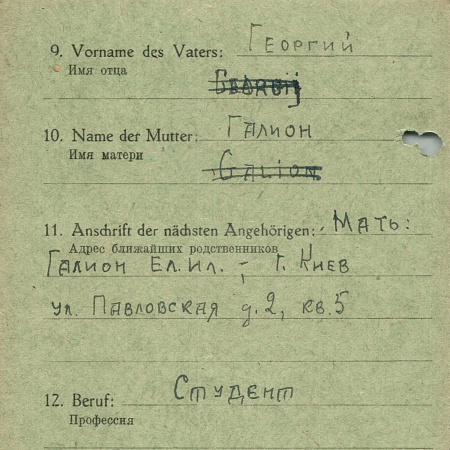 9. Vorname des Vaters: Георгий
Имя отца
Georgij
10. Name der Mutter: Галион
Имя матери
Galion
11. Anschrift der nächsten Angehörigen: Мать:
Адрес ближайших родственников
Галион Ел. Ил. - г. Киев
ул. Павловская д. 2, кв. 5
12. Beruf: Студент
Профессия